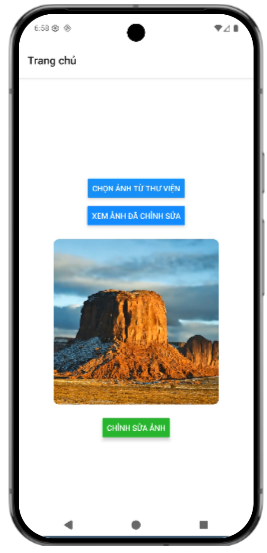 6:58
Trang chủ
CHỌN ẢNH TỪ THƯ VIỆN
XEM ẢNH ĐÃ CHỈNH SỬA
CHỈNH SỬA ẢNH